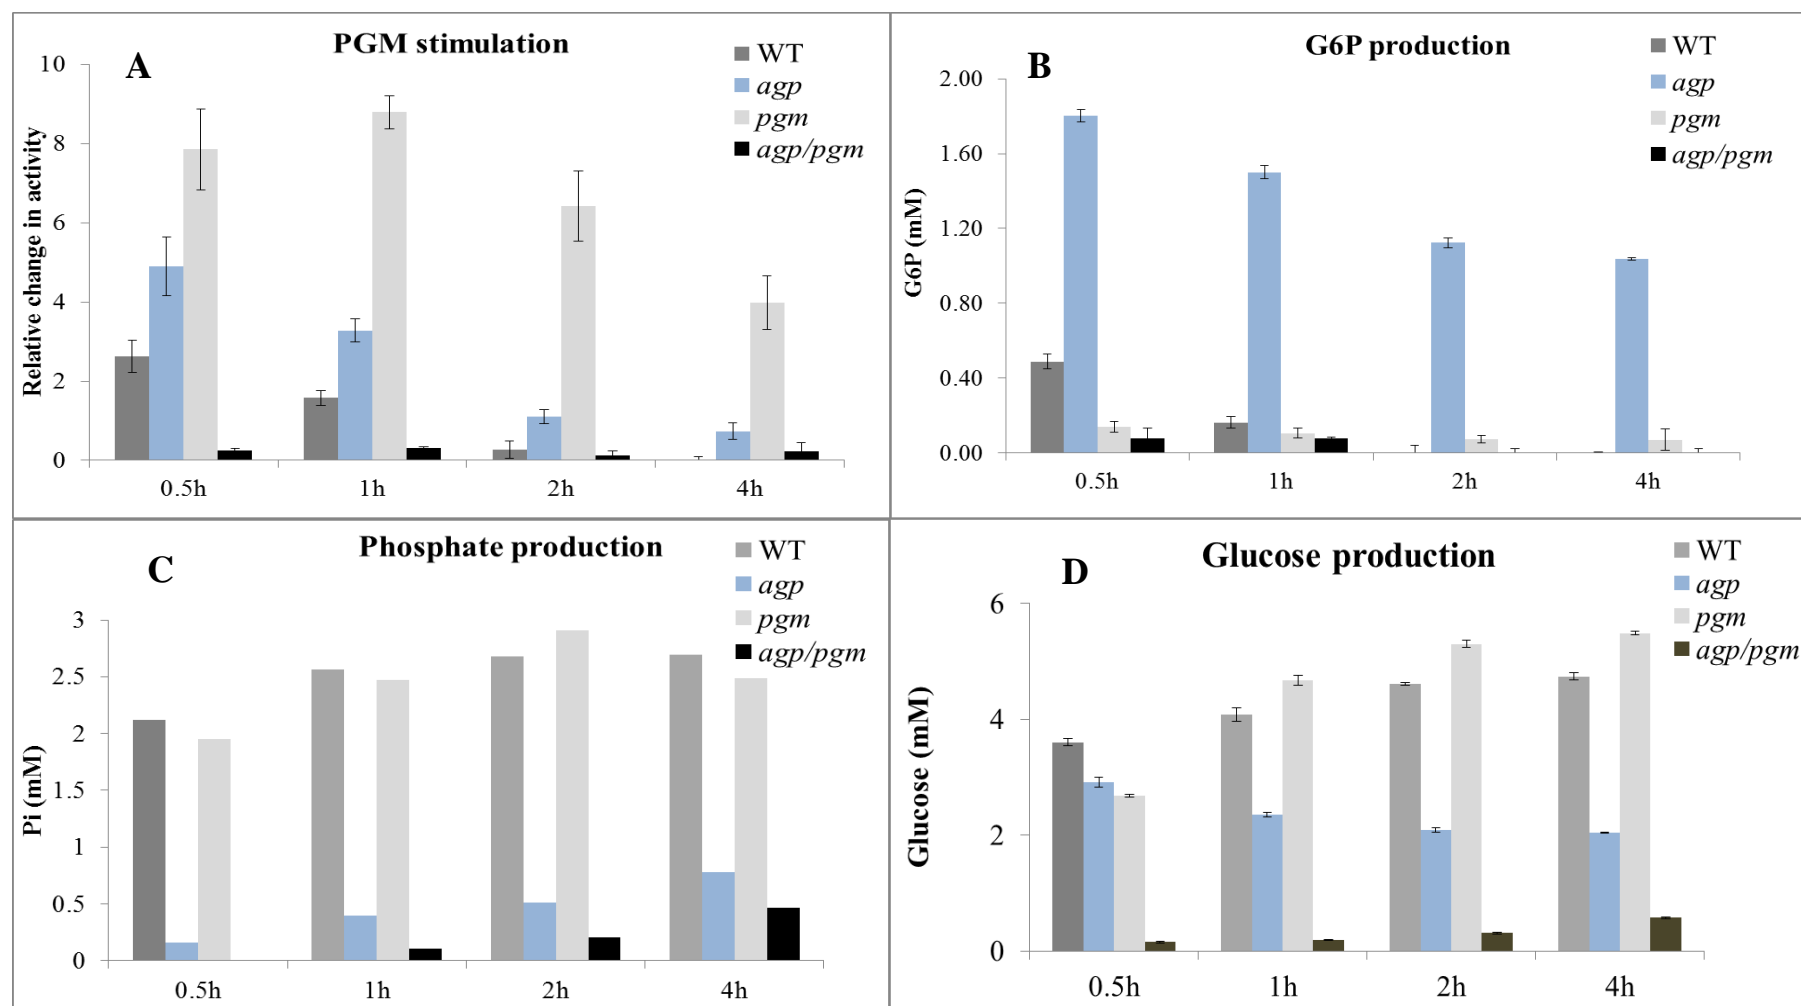 A
PGM stimulation
WT
agp
pgm
agp/pgm
Relative change in activity
10
8
6
4
2
0
0.5h 1h 2h 4h
B
G6P production
WT
agp
pgm
agp/pgm
G6P (mM)
2.00
1.60
1.20
0.80
0.40
0.00
0.5h 1h 2h 4h
C
Phosphate production
WT
agp
pgm
agp/pgm
Pi (mM)
3
2.5
2
1.5
1
0.5
0
0.5h 1h 2h 4h
D
Glucose production
WT
agp
pgm
agp/pgm
Glucose (mM)
6
4
2
0
0.5h 1h 2h 4h